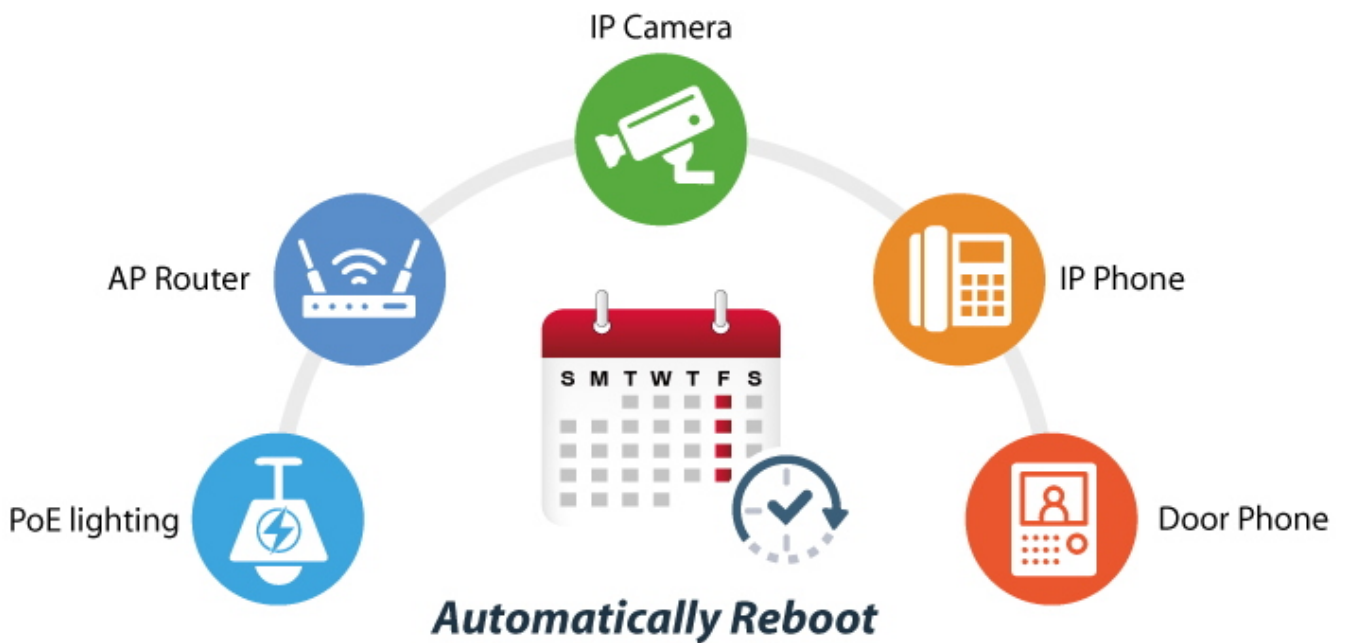 IP Camera
AP Router
IP Phone
S M T W T F S
PoE lighting
Door Phone
Automatically Reboot